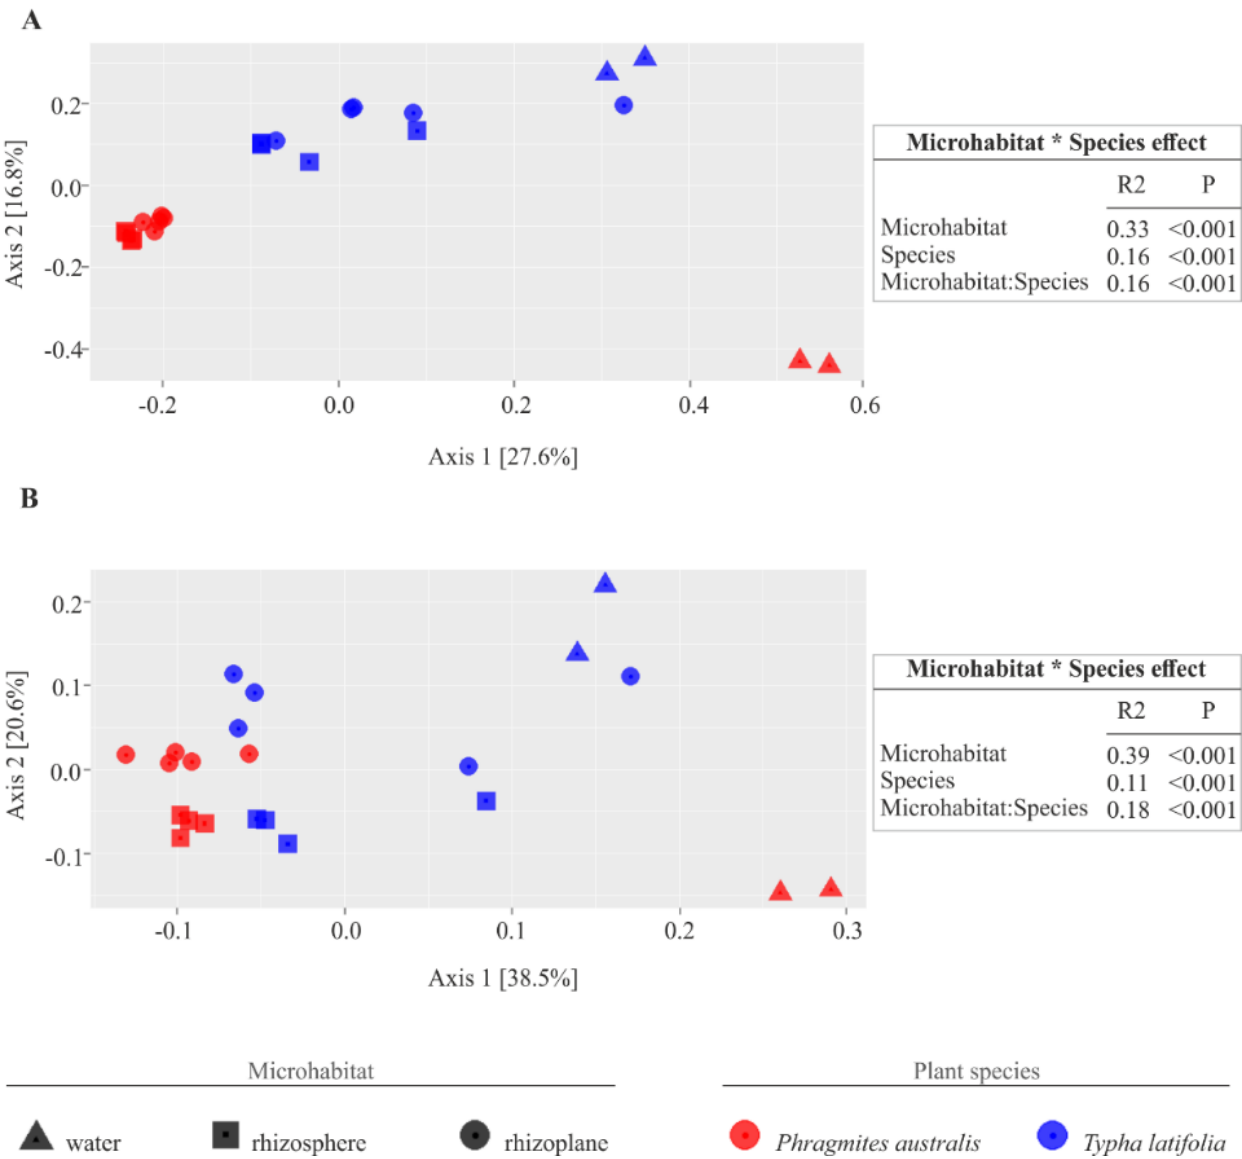 A
0.2
0.0
-0.2
-0.4
Axis 2 [16.8%]
-0.2 0.0 0.2 0.4 0.6
Axis 1 [27.6%]
Microhabitat * Species effect
R2 P
Microhabitat 0.33 <0.001
Species 0.16 <0.001
Microhabitat:Species 0.16 <0.001
B
0.2
0.1
0.0
-0.1
Axis 2 [20.6%]
-0.1 0.0 0.1 0.2 0.3
Axis 1 [38.5%]
Microhabitat * Species effect
R2 P
Microhabitat 0.39 <0.001
Species 0.11 <0.001
Microhabitat:Species 0.18 <0.001
Microhabitat
water rhizosphere rhizoplane
Plant species
Phragmites australis Typha latifolia